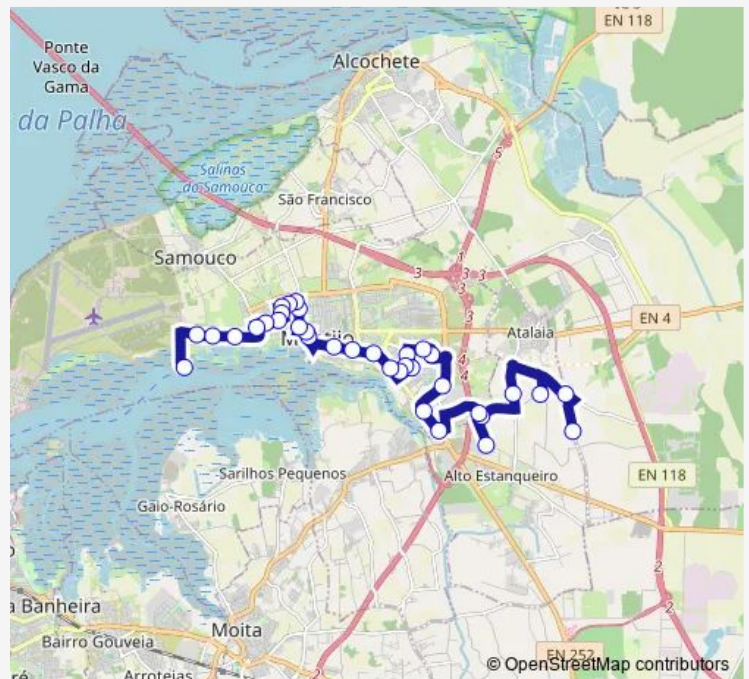 EN 118
Ponte
Vasco da
Gama
Alcochete
da Palha
5
Salinas
do Samouco
São Francisco
Samouco
1
3
3
3
3
3
EN 4
Atalaia
4
4
Sarilhos Pequenos
Alto Estanqueiro
EN 118
Gaio-Rosário
2
2
a Banheira
Moita
Bairro Gouveia
EN 252
2
© OpenStreetMap contributors
Arroteias